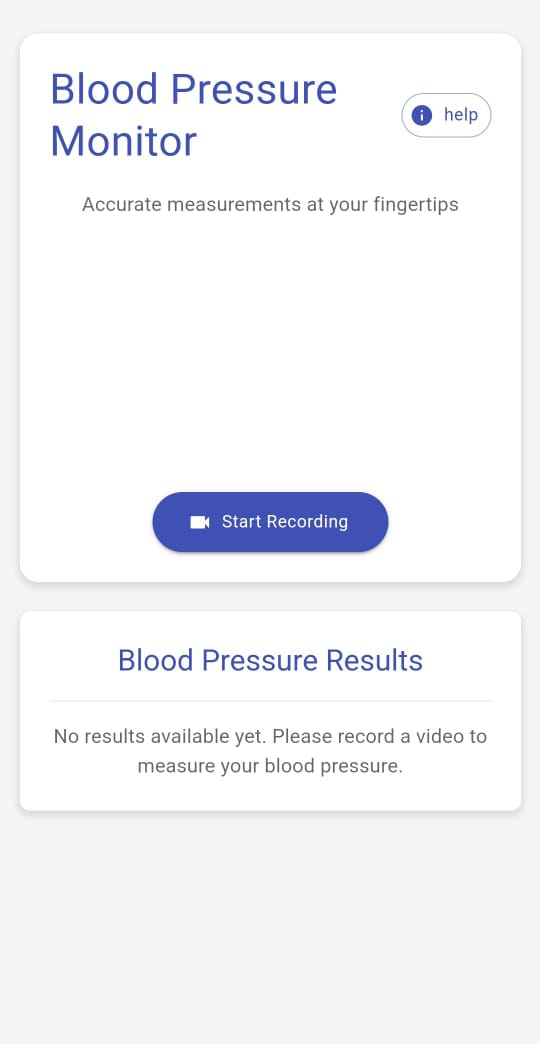 Blood Pressure
Monitor
help
Accurate measurements at your fingertips
Start Recording
Blood Pressure Results
No results available yet. Please record a video to
measure your blood pressure.